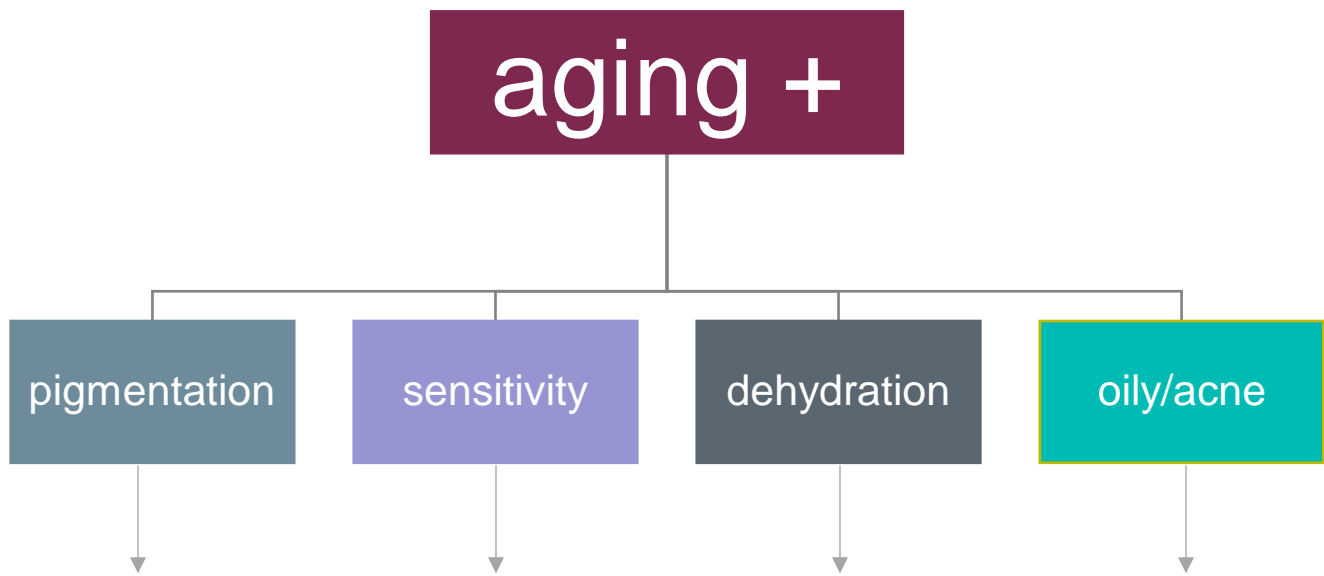 aging +
pigmentation
sensitivity
dehydration
oily/acne